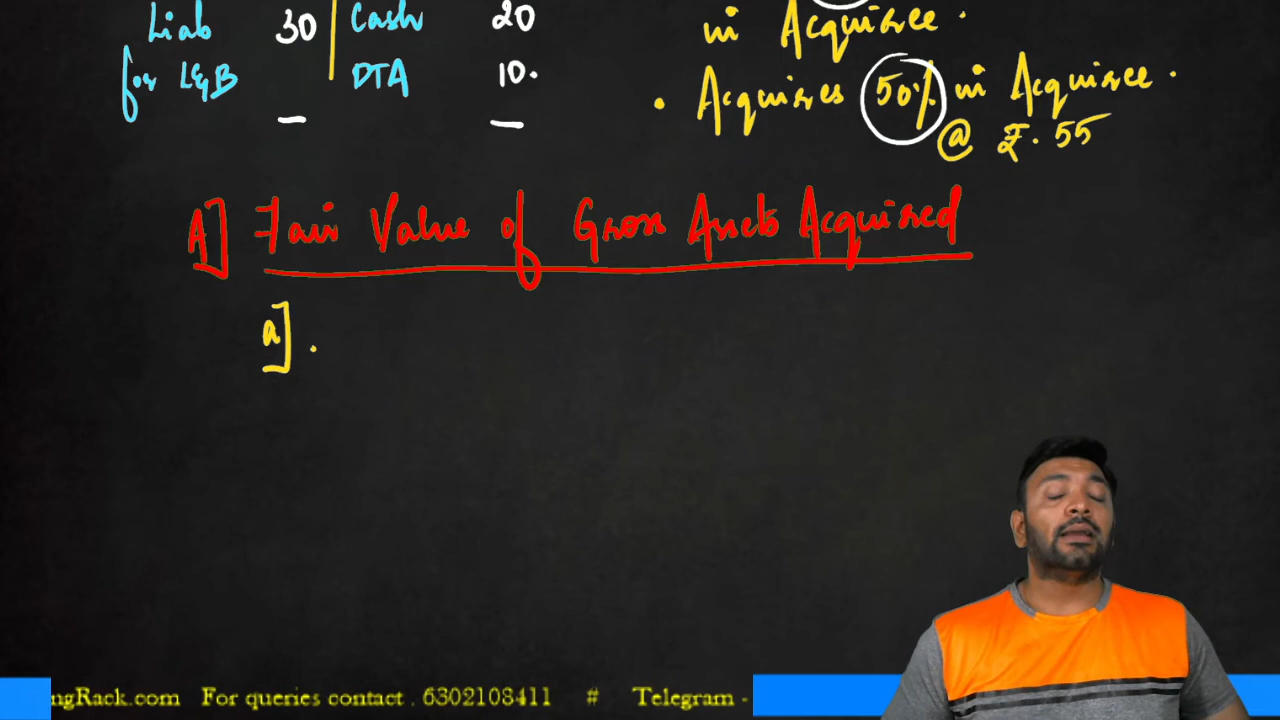 Liab 30 Cash 20
for L&B DTA 10.
in Acquiree.
• Acquires 50% in Acquiree.
@ ₹. 55
A] Fair Value of Gross Assets Acquired
a] .
ngRack.com For queries contact . 6302108411 # Telegram -